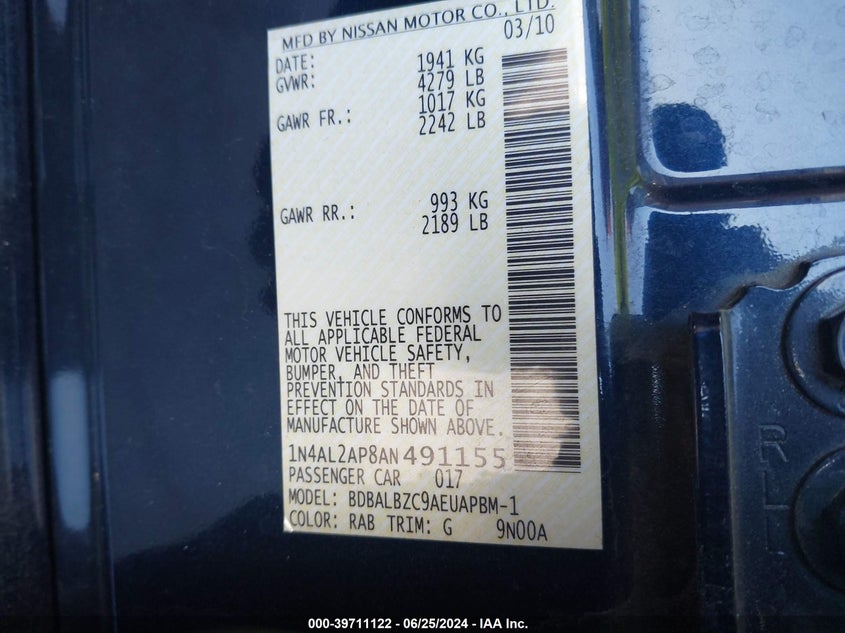 MFD BY NISSAN MOTOR CO., LTD.
DATE: 03/10
GVWR: 1941 KG
4279 LB
GAWR FR.: 1017 KG
2242 LB
GAWR RR.: 993 KG
2189 LB
THIS VEHICLE CONFORMS TO
ALL APPLICABLE FEDERAL
MOTOR VEHICLE SAFETY,
BUMPER, AND THEFT
PREVENTION STANDARDS IN
EFFECT ON THE DATE OF
MANUFACTURE SHOWN ABOVE.
1N4AL2AP8AN491155
PASSENGER CAR 017
MODEL: BDBALBZC9AEUAPBM-1
COLOR: RAB TRIM: G 9N00A
000-39711122 - 06/25/2024 - IAA Inc.